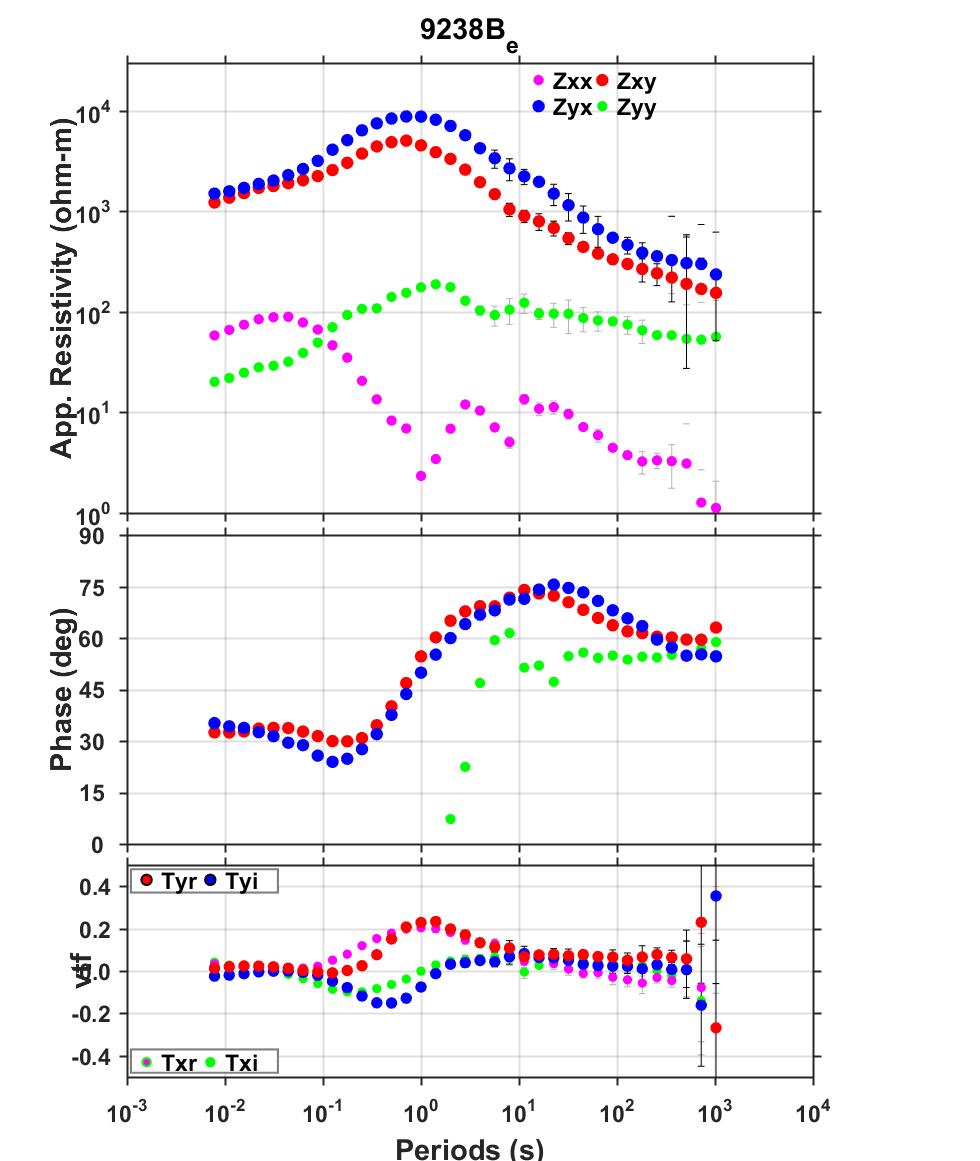 9238Bₑ
Zxx Zxy
Zyx Zyy
App. Resistivity (ohm-m)
10⁴
10³
10²
10¹
10⁰
Phase (deg)
90
75
60
45
30
15
0
Tyr Tyi
vtf
0.4
0.2
0.0
-0.2
-0.4
Txr Txi
10⁻³ 10⁻² 10⁻¹ 10⁰ 10¹ 10² 10³ 10⁴
Periods (s)